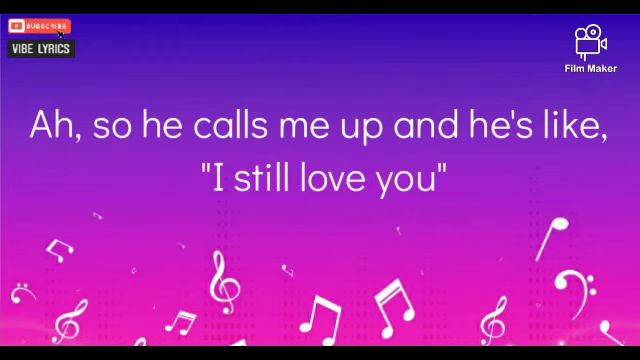 SUBSCRIBE
VIBE LYRICS
Film Maker
Ah, so he calls me up and he's like,
"I still love you"